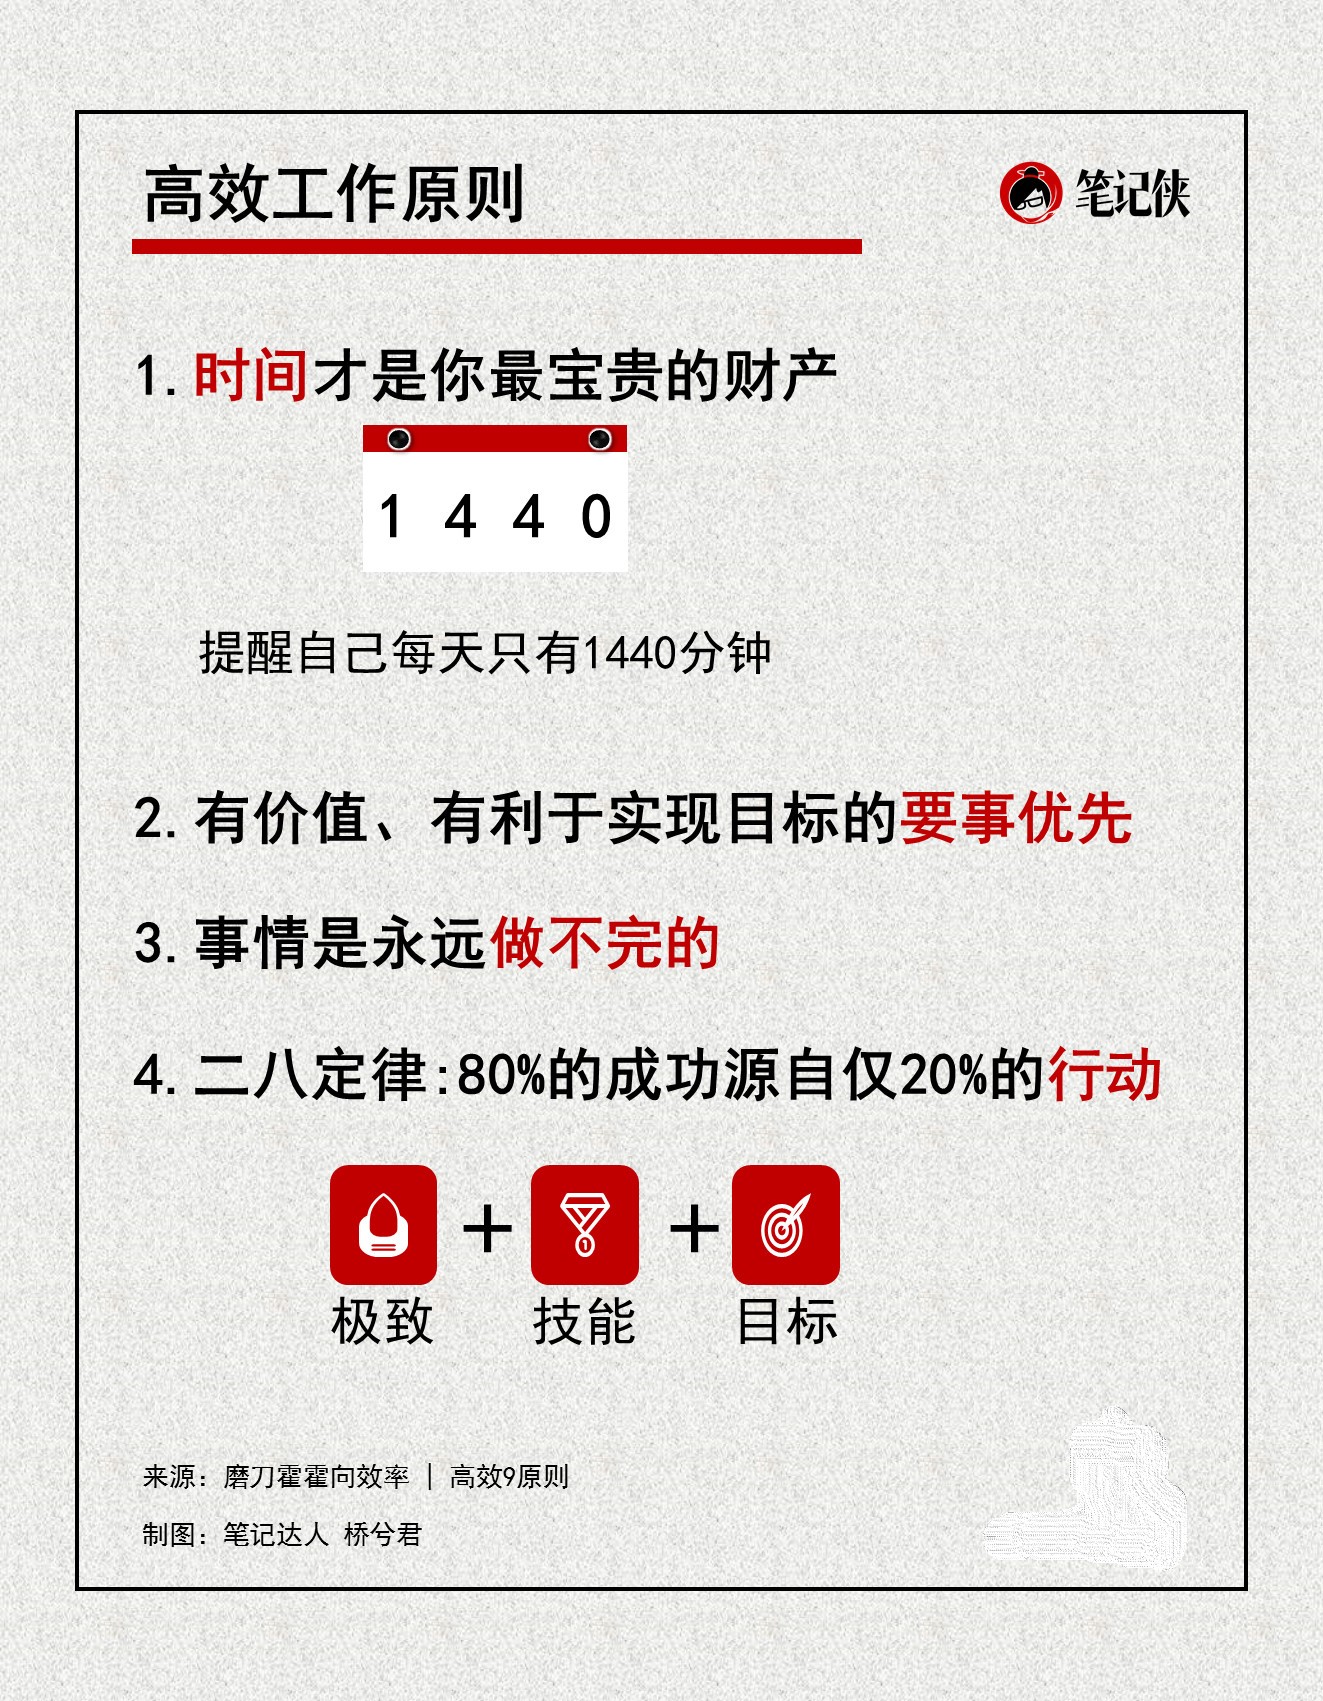 高效工作原则
笔记侠
1.时间才是你最宝贵的财产
1 4 4 0
提醒自己每天只有1440分钟
2.有价值、有利于实现目标的要事优先
3.事情是永远做不完的
4.二八定律:80%的成功源自仅20%的行动
1
极致 + 技能 + 目标
来源：磨刀霍霍向效率 | 高效9原则
制图：笔记达人 桥兮君